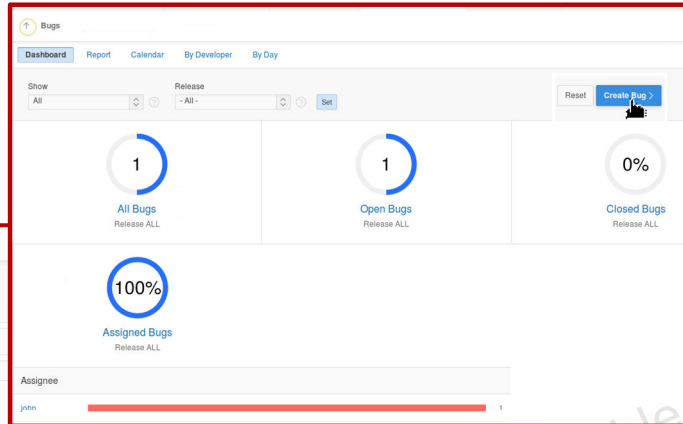 Bugs
Dashboard Report Calendar By Developer By Day
Show Release
All - All - Set Reset Create Bug >
1 1 0%
All Bugs Open Bugs Closed Bugs
Release ALL Release ALL Release ALL
100%
Assigned Bugs
Release ALL
Assignee
john 1